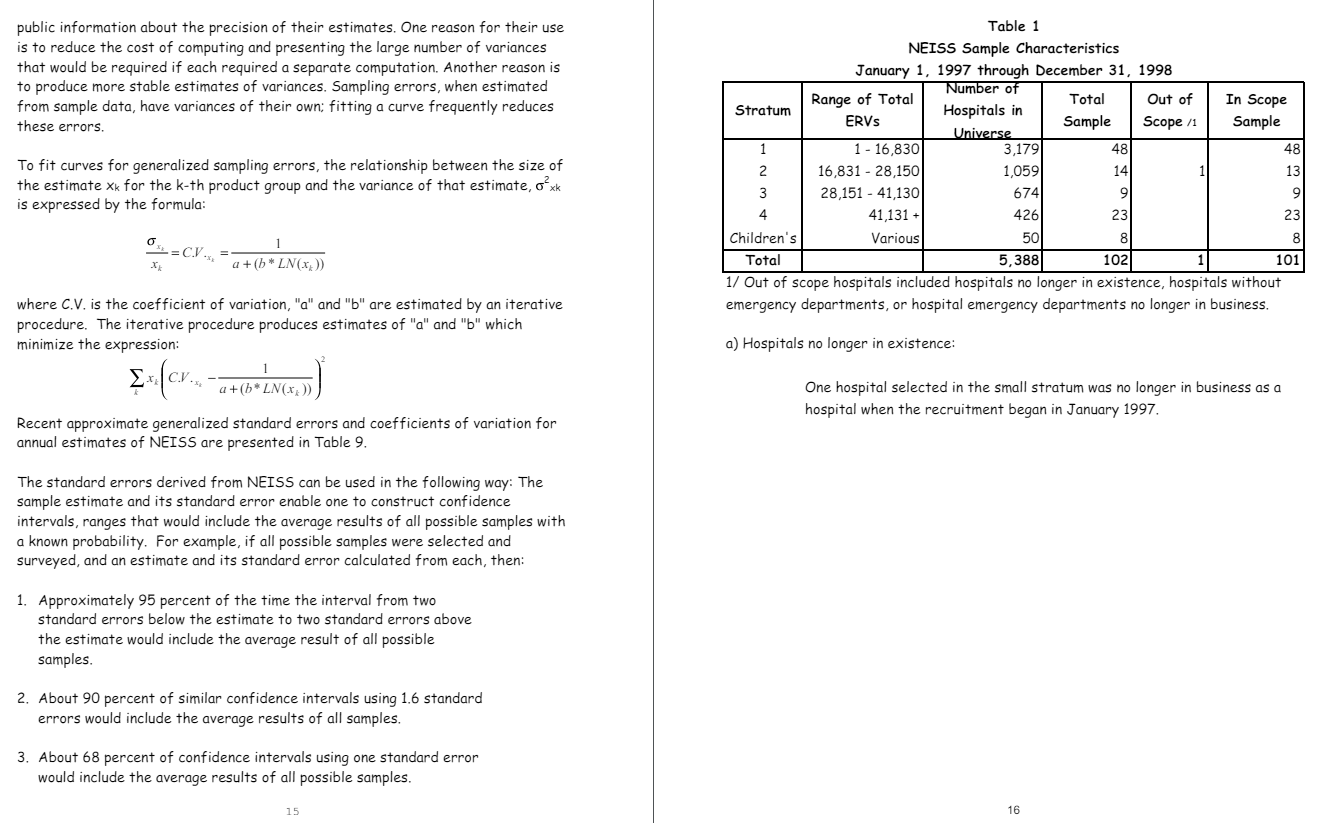 public information about the precision of their estimates. One reason for their use
is to reduce the cost of computing and presenting the large number of variances
that would be required if each required a separate computation. Another reason is
to produce more stable estimates of variances. Sampling errors, when estimated
from sample data, have variances of their own; fitting a curve frequently reduces
these errors.
To fit curves for generalized sampling errors, the relationship between the size of
the estimate xₖ for the k-th product group and the variance of that estimate, σ²xk
is expressed by the formula:
σ_{x_k} / x_k = C.V._{x_k} = 1 / (a + (b * LN(x_k)))
where C.V. is the coefficient of variation, "a" and "b" are estimated by an iterative
procedure. The iterative procedure produces estimates of "a" and "b" which
minimize the expression:
∑_k x_k ( C.V._{x_k} − 1 / (a + (b * LN(x_k))) )²
Recent approximate generalized standard errors and coefficients of variation for
annual estimates of NEISS are presented in Table 9.
The standard errors derived from NEISS can be used in the following way: The
sample estimate and its standard error enable one to construct confidence
intervals, ranges that would include the average results of all possible samples with
a known probability. For example, if all possible samples were selected and
surveyed, and an estimate and its standard error calculated from each, then:
1. Approximately 95 percent of the time the interval from two
standard errors below the estimate to two standard errors above
the estimate would include the average result of all possible
samples.
2. About 90 percent of similar confidence intervals using 1.6 standard
errors would include the average results of all samples.
3. About 68 percent of confidence intervals using one standard error
would include the average results of all possible samples.
15
Table 1
NEISS Sample Characteristics
January 1, 1997 through December 31, 1998
Stratum | Range of Total ERVs | Number of Hospitals in Universe | Total Sample | Out of Scope /1 | In Scope Sample
1 | 1 - 16,830 | 3,179 | 48 | | 48
2 | 16,831 - 28,150 | 1,059 | 14 | 1 | 13
3 | 28,151 - 41,130 | 674 | 9 | | 9
4 | 41,131 + | 426 | 23 | | 23
Children's | Various | 50 | 8 | | 8
Total | | 5,388 | 102 | 1 | 101
1/ Out of scope hospitals included hospitals no longer in existence, hospitals without
emergency departments, or hospital emergency departments no longer in business.
a) Hospitals no longer in existence:
One hospital selected in the small stratum was no longer in business as a
hospital when the recruitment began in January 1997.
16